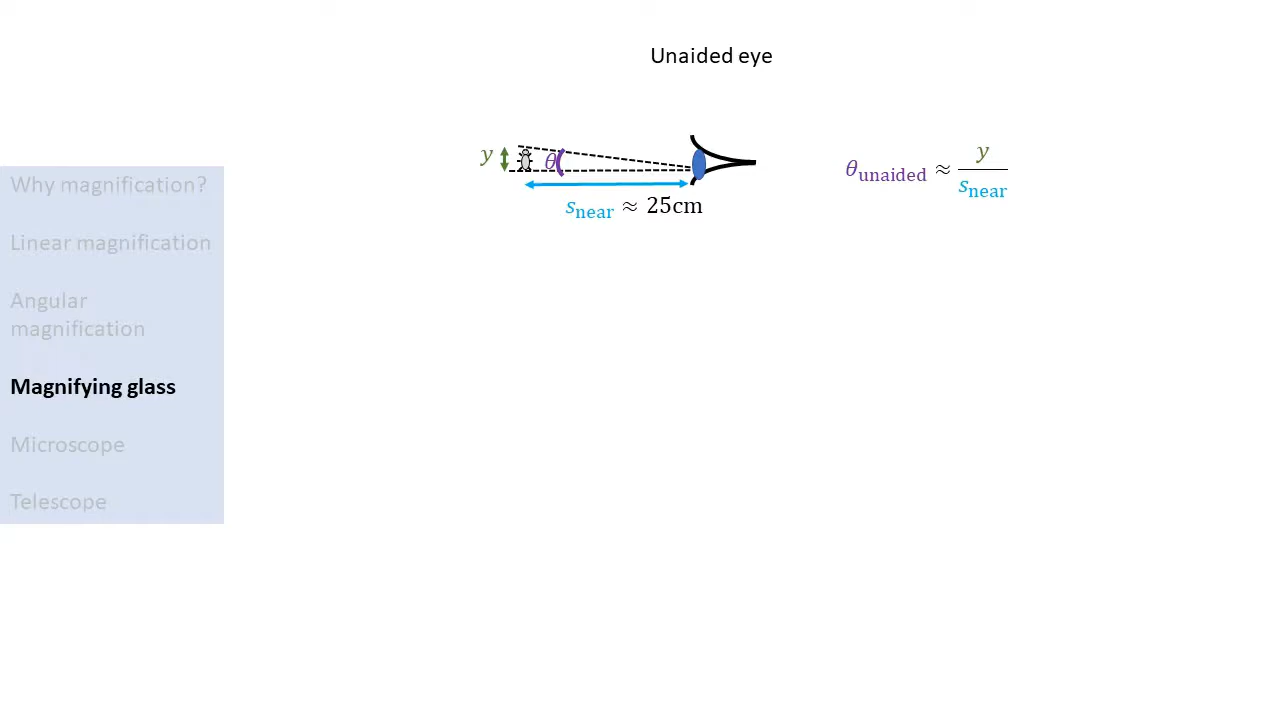 Unaided eye
y
θ
s_near ≈ 25cm
θ_unaided ≈ y / s_near
Why magnification?
Linear magnification
Angular
magnification
Magnifying glass
Microscope
Telescope